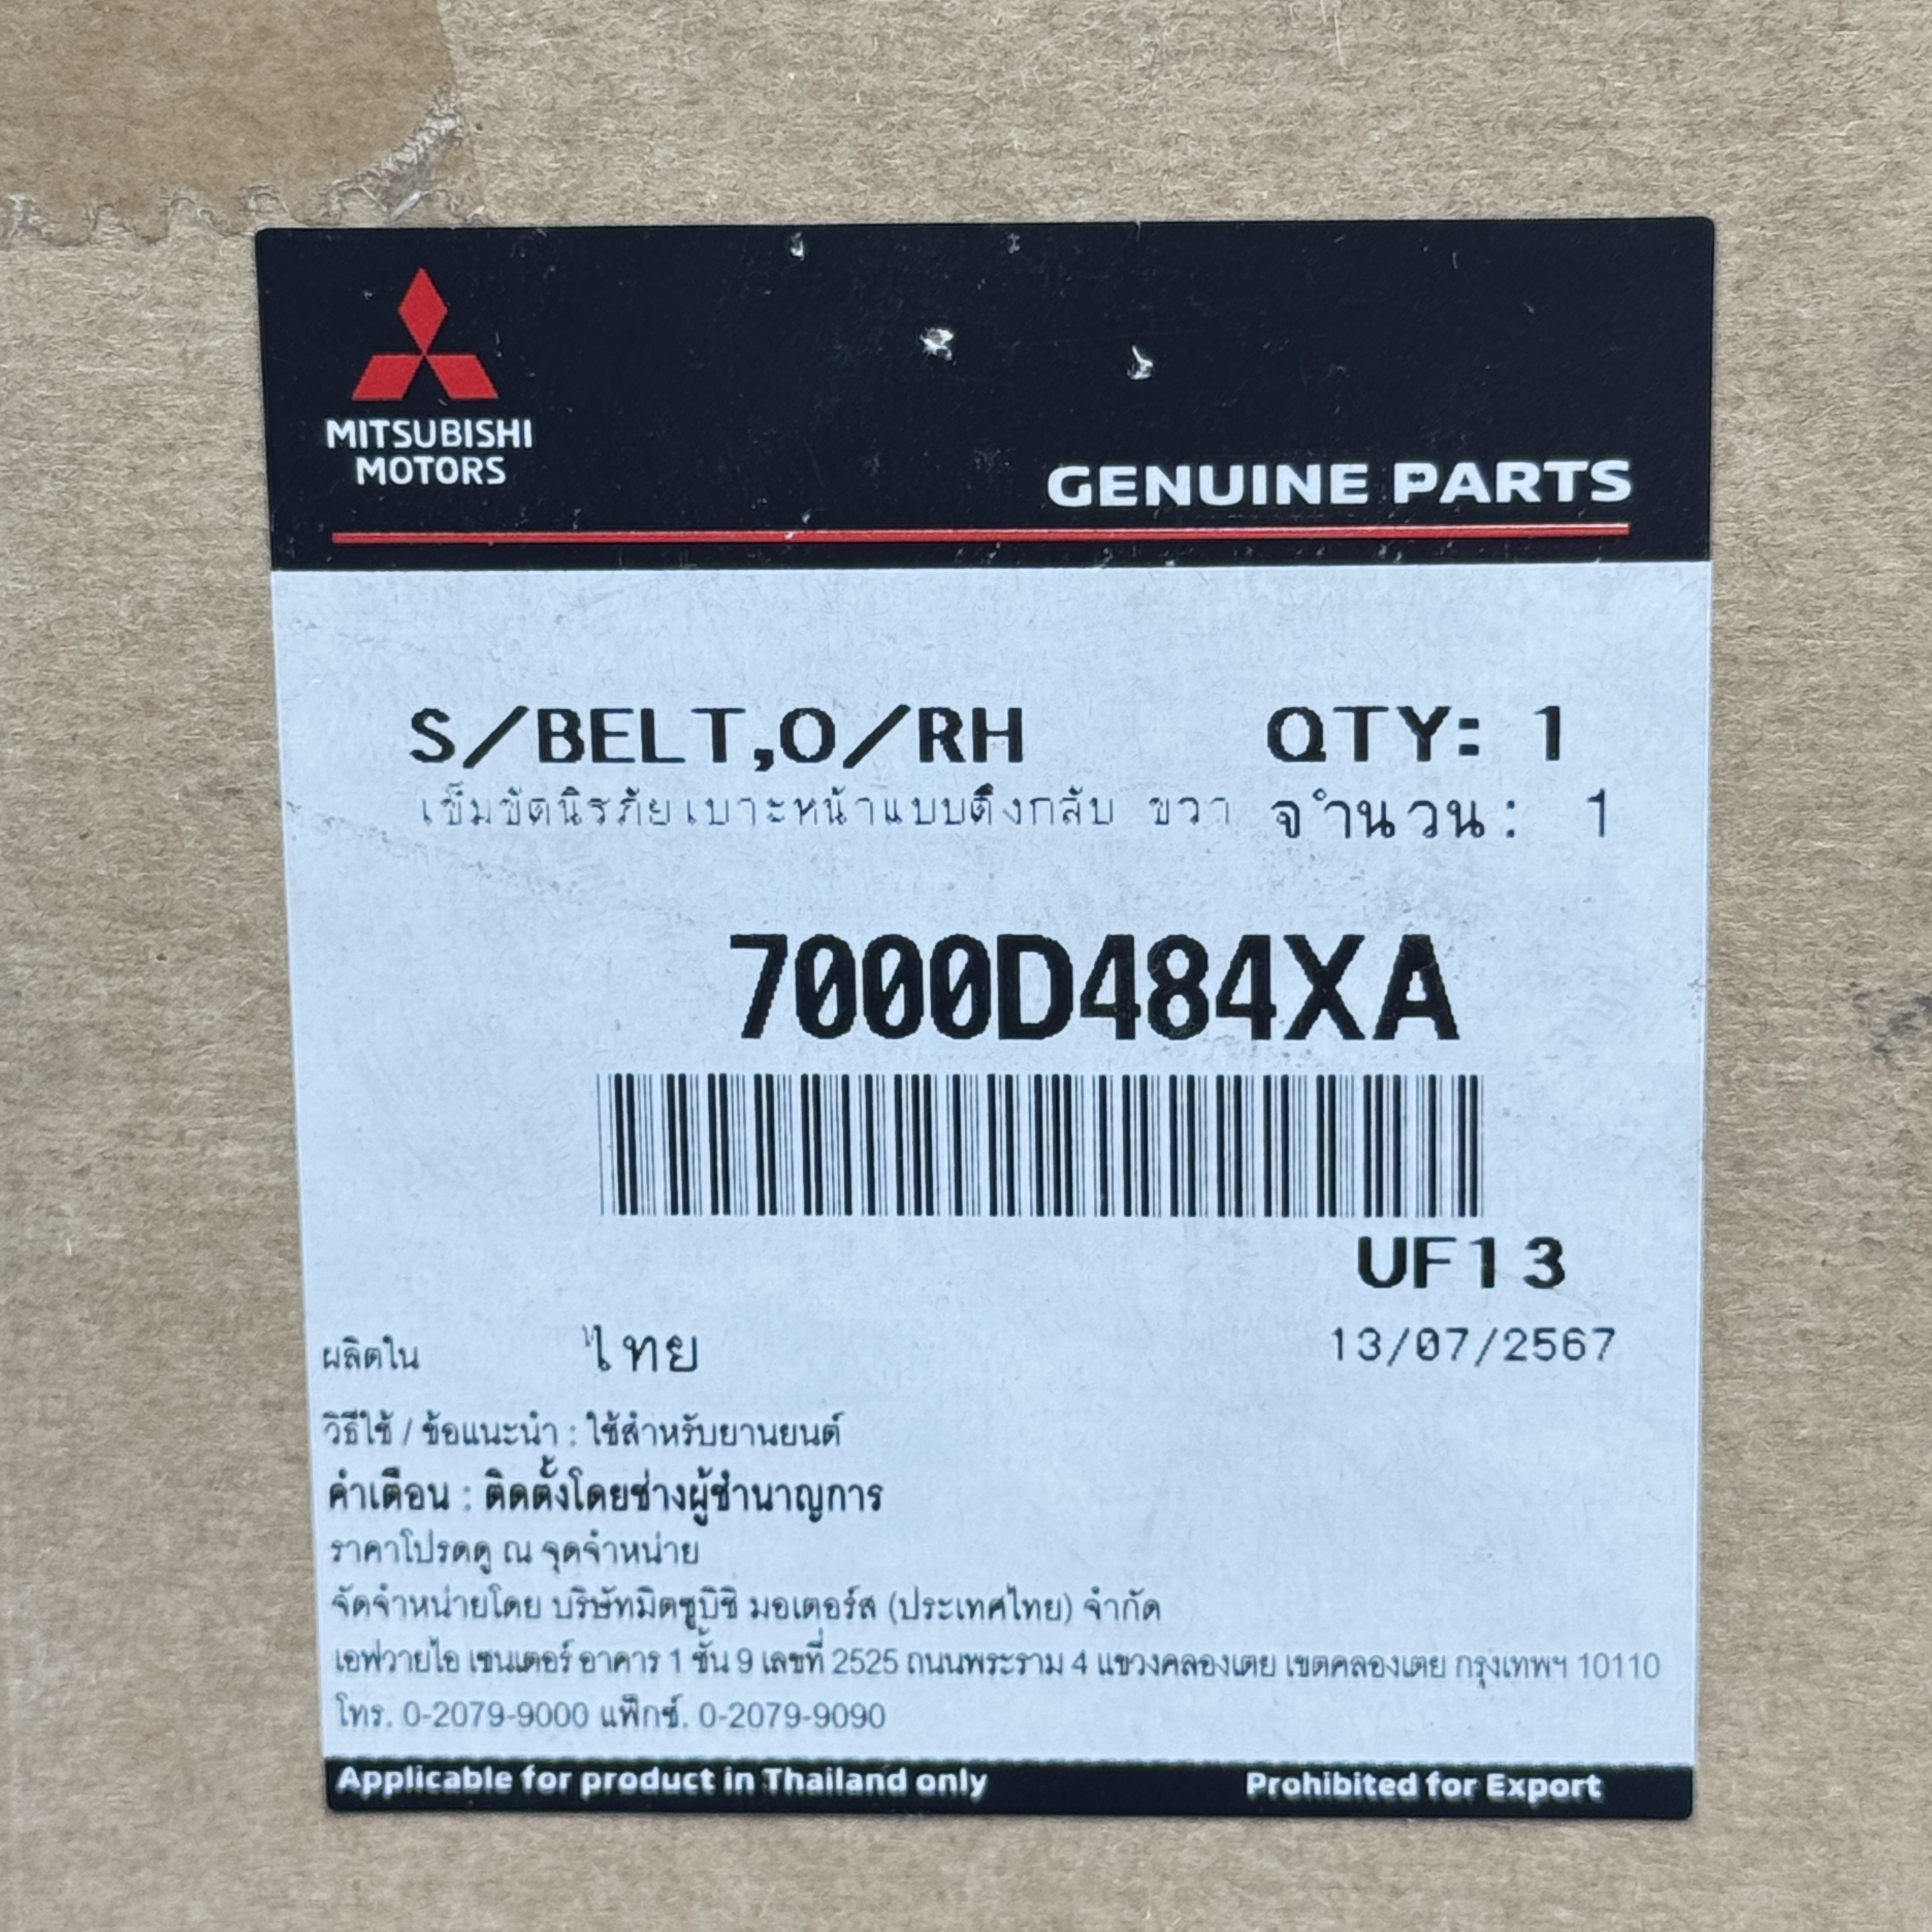 MITSUBISHI
MOTORS
GENUINE PARTS
S/BELT,O/RH QTY: 1
เข็มขัดนิรภัยเบาะหน้าแบบดึงกลับ ขวา จำนวน: 1
7000D484XA
UF13
ผลิตใน ไทย 13/07/2567
วิธีใช้ / ข้อแนะนำ : ใช้สำหรับยานยนต์
คำเตือน : ติดตั้งโดยช่างผู้ชำนาญการ
ราคาโปรดดู ณ จุดจำหน่าย
จัดจำหน่ายโดย บริษัทมิตซูบิชิ มอเตอร์ส (ประเทศไทย) จำกัด
เอฟวายไอ เซนเตอร์ อาคาร 1 ชั้น 9 เลขที่ 2525 ถนนพระราม 4 แขวงคลองเตย เขตคลองเตย กรุงเทพฯ 10110
โทร. 0-2079-9000 แฟ็กซ์. 0-2079-9090
Applicable for product in Thailand only Prohibited for Export